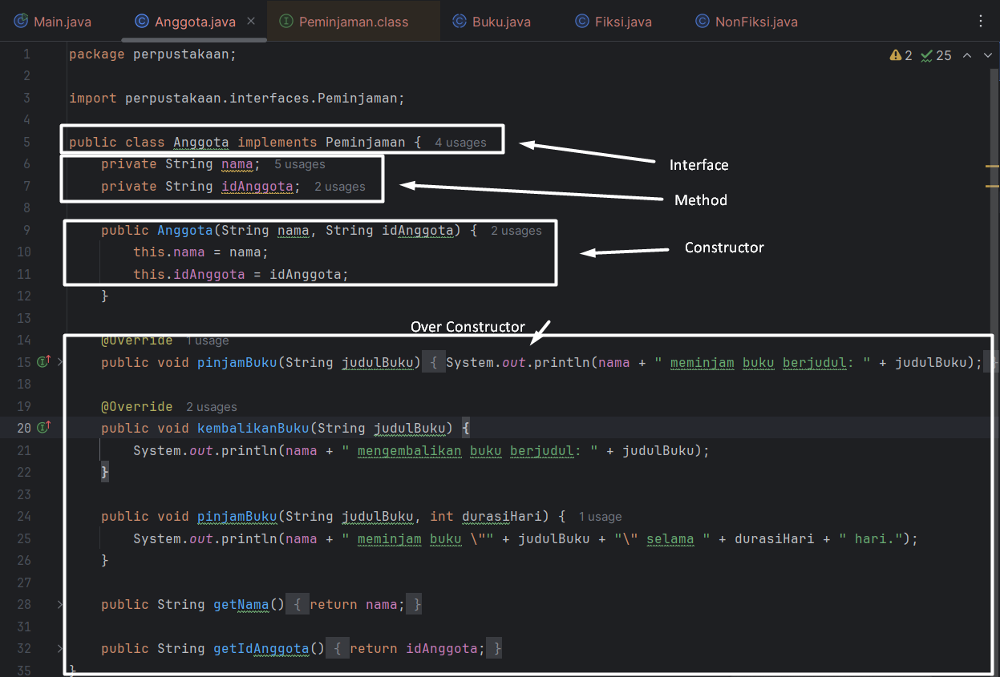 Main.java Anggota.java Peminjaman.class Buku.java Fiksi.java NonFiksi.java
1 package perpustakaan; 2 25
2
3 import perpustakaan.interfaces.Peminjaman;
4
5 public class Anggota implements Peminjaman { 4 usages
Interface
6 private String nama; 5 usages
7 private String idAnggota; 2 usages
Method
8
9 public Anggota(String nama, String idAnggota) { 2 usages
Constructor
10 this.nama = nama;
11 this.idAnggota = idAnggota;
12 }
13
Over Constructor
14 @Override 1 usage
15 public void pinjamBuku(String judulBuku) { System.out.println(nama + " meminjam buku berjudul: " + judulBuku); }
18
19 @Override 2 usages
20 public void kembalikanBuku(String judulBuku) {
21 System.out.println(nama + " mengembalikan buku berjudul: " + judulBuku);
22 }
23
24 public void pinjamBuku(String judulBuku, int durasiHari) { 1 usage
25 System.out.println(nama + " meminjam buku \"" + judulBuku + "\" selama " + durasiHari + " hari.");
26 }
27
28 public String getNama() { return nama; }
31
32 public String getIdAnggota() { return idAnggota; }
35 }